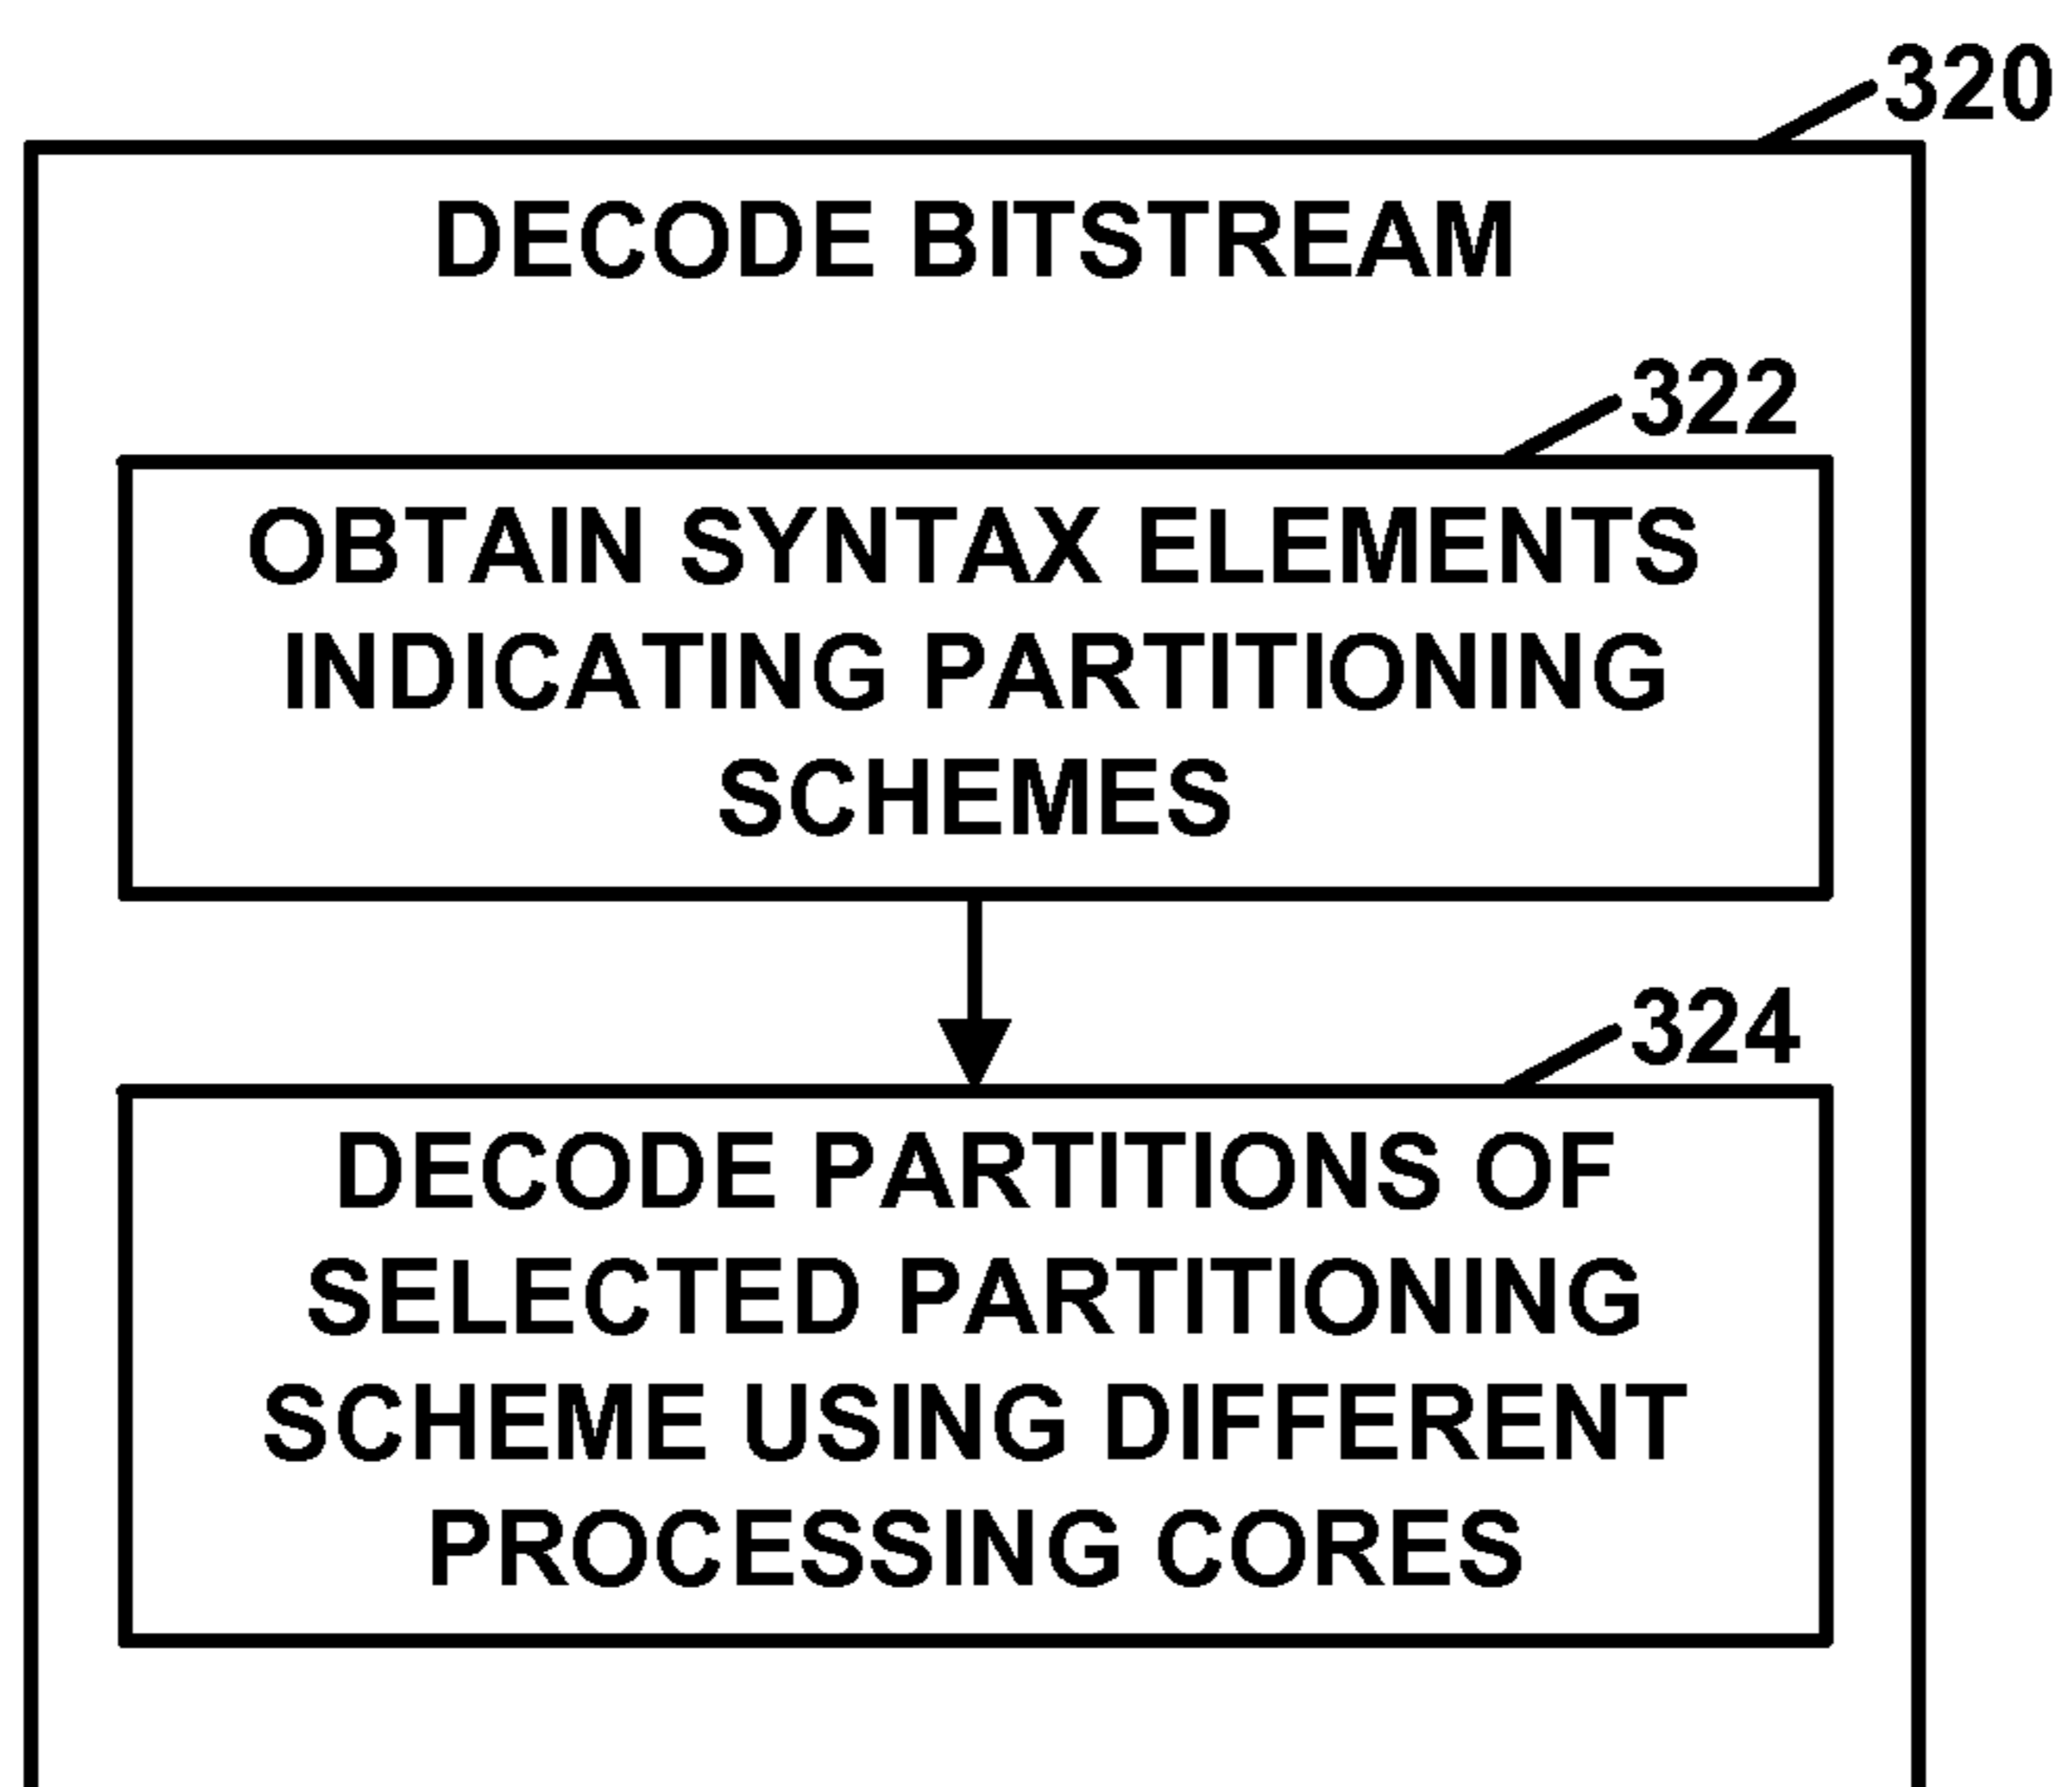 320
DECODE BITSTREAM
322
OBTAIN SYNTAX ELEMENTS
INDICATING PARTITIONING
SCHEMES
324
DECODE PARTITIONS OF
SELECTED PARTITIONING
SCHEME USING DIFFERENT
PROCESSING CORES